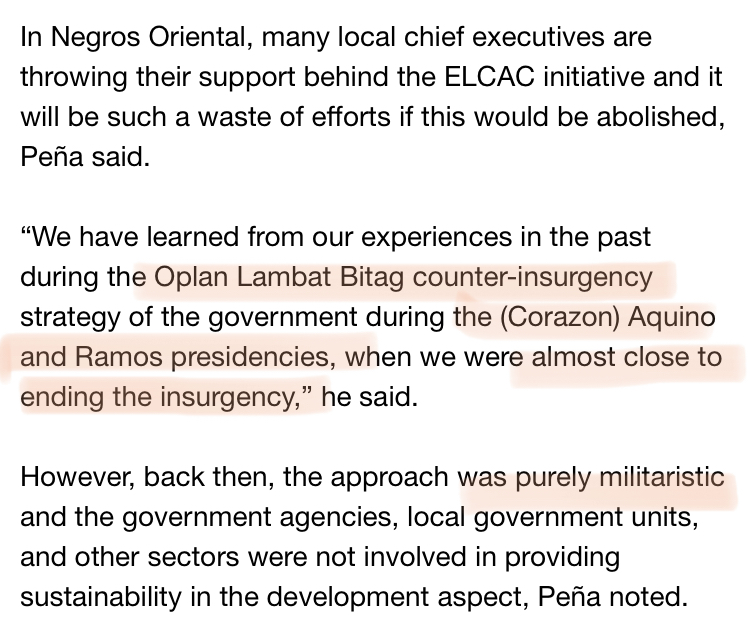 In Negros Oriental, many local chief executives are
throwing their support behind the ELCAC initiative and it
will be such a waste of efforts if this would be abolished,
Peña said.
“We have learned from our experiences in the past
during the Oplan Lambat Bitag counter-insurgency
strategy of the government during the (Corazon) Aquino
and Ramos presidencies, when we were almost close to
ending the insurgency,” he said.
However, back then, the approach was purely militaristic
and the government agencies, local government units,
and other sectors were not involved in providing
sustainability in the development aspect, Peña noted.